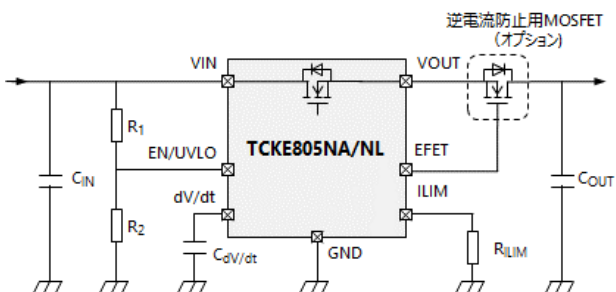 逆電流防止用MOSFET
（オプション)
VIN
VOUT
R1
EN/UVLO
TCKE805NA/NL
EFET
CIN
dV/dt
ILIM
COUT
R2
CdV/dt
GND
RILIM